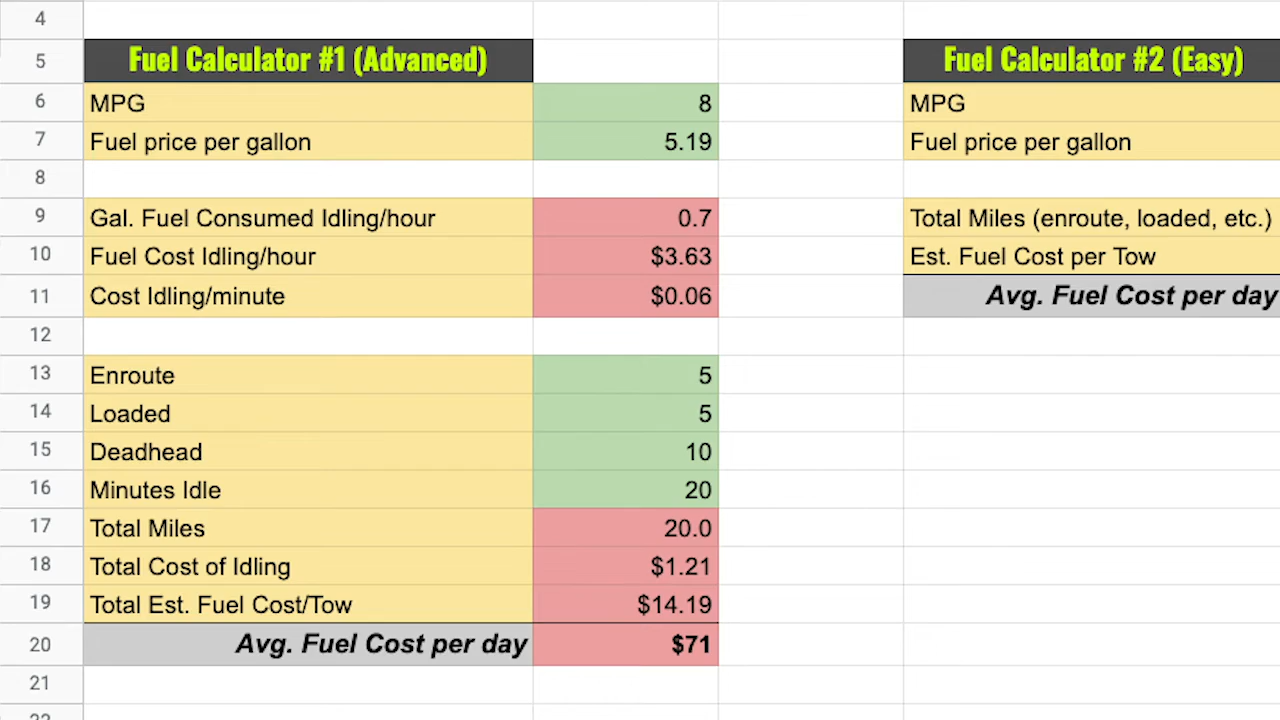 4
5 Fuel Calculator #1 (Advanced) Fuel Calculator #2 (Easy)
6 MPG 8 MPG
7 Fuel price per gallon 5.19 Fuel price per gallon
8
9 Gal. Fuel Consumed Idling/hour 0.7 Total Miles (enroute, loaded, etc.)
10 Fuel Cost Idling/hour $3.63 Est. Fuel Cost per Tow
11 Cost Idling/minute $0.06 Avg. Fuel Cost per day
12
13 Enroute 5
14 Loaded 5
15 Deadhead 10
16 Minutes Idle 20
17 Total Miles 20.0
18 Total Cost of Idling $1.21
19 Total Est. Fuel Cost/Tow $14.19
20 Avg. Fuel Cost per day $71
21